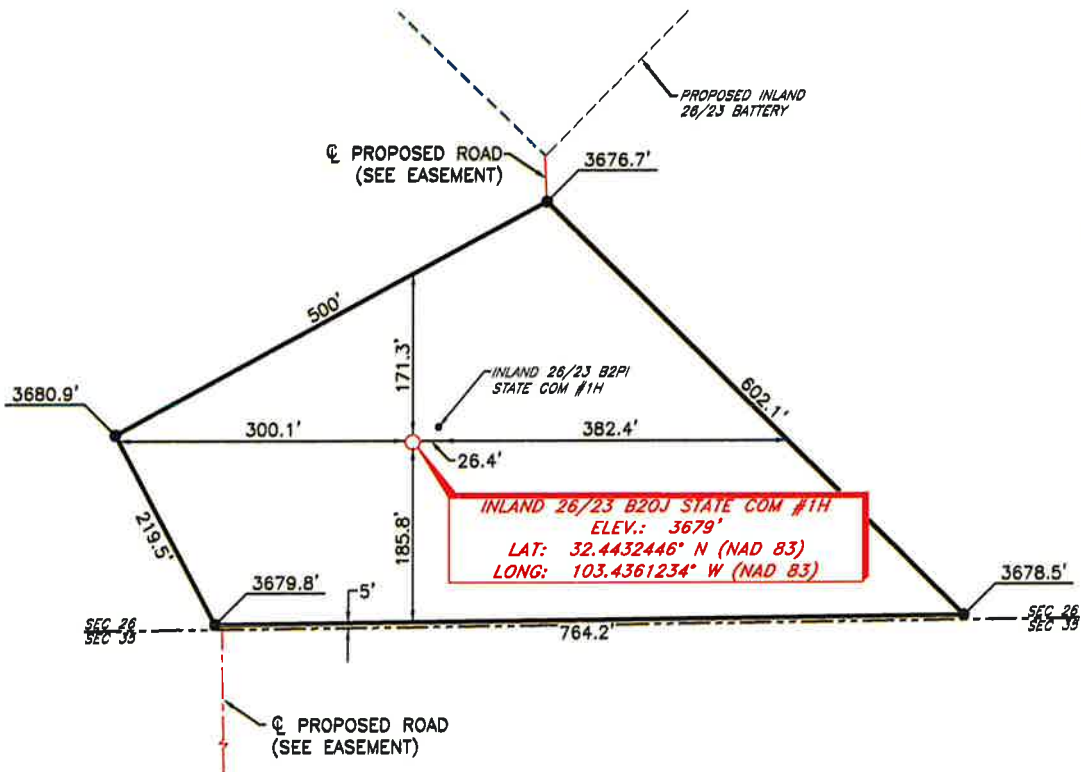 PROPOSED INLAND
26/23 BATTERY
℄ PROPOSED ROAD
(SEE EASEMENT)
3676.7'
500'
171.3'
INLAND 26/23 B2PI
STATE COM #1H
3680.9'
602.1'
300.1'
382.4'
26.4'
INLAND 26/23 B2OJ STATE COM #1H
ELEV.: 3679'
LAT: 32.4432446° N (NAD 83)
LONG: 103.4361234° W (NAD 83)
219.5'
185.8'
3679.8'
5'
3678.5'
SEC 26
SEC 35
764.2'
SEC 26
SEC 35
℄ PROPOSED ROAD
(SEE EASEMENT)